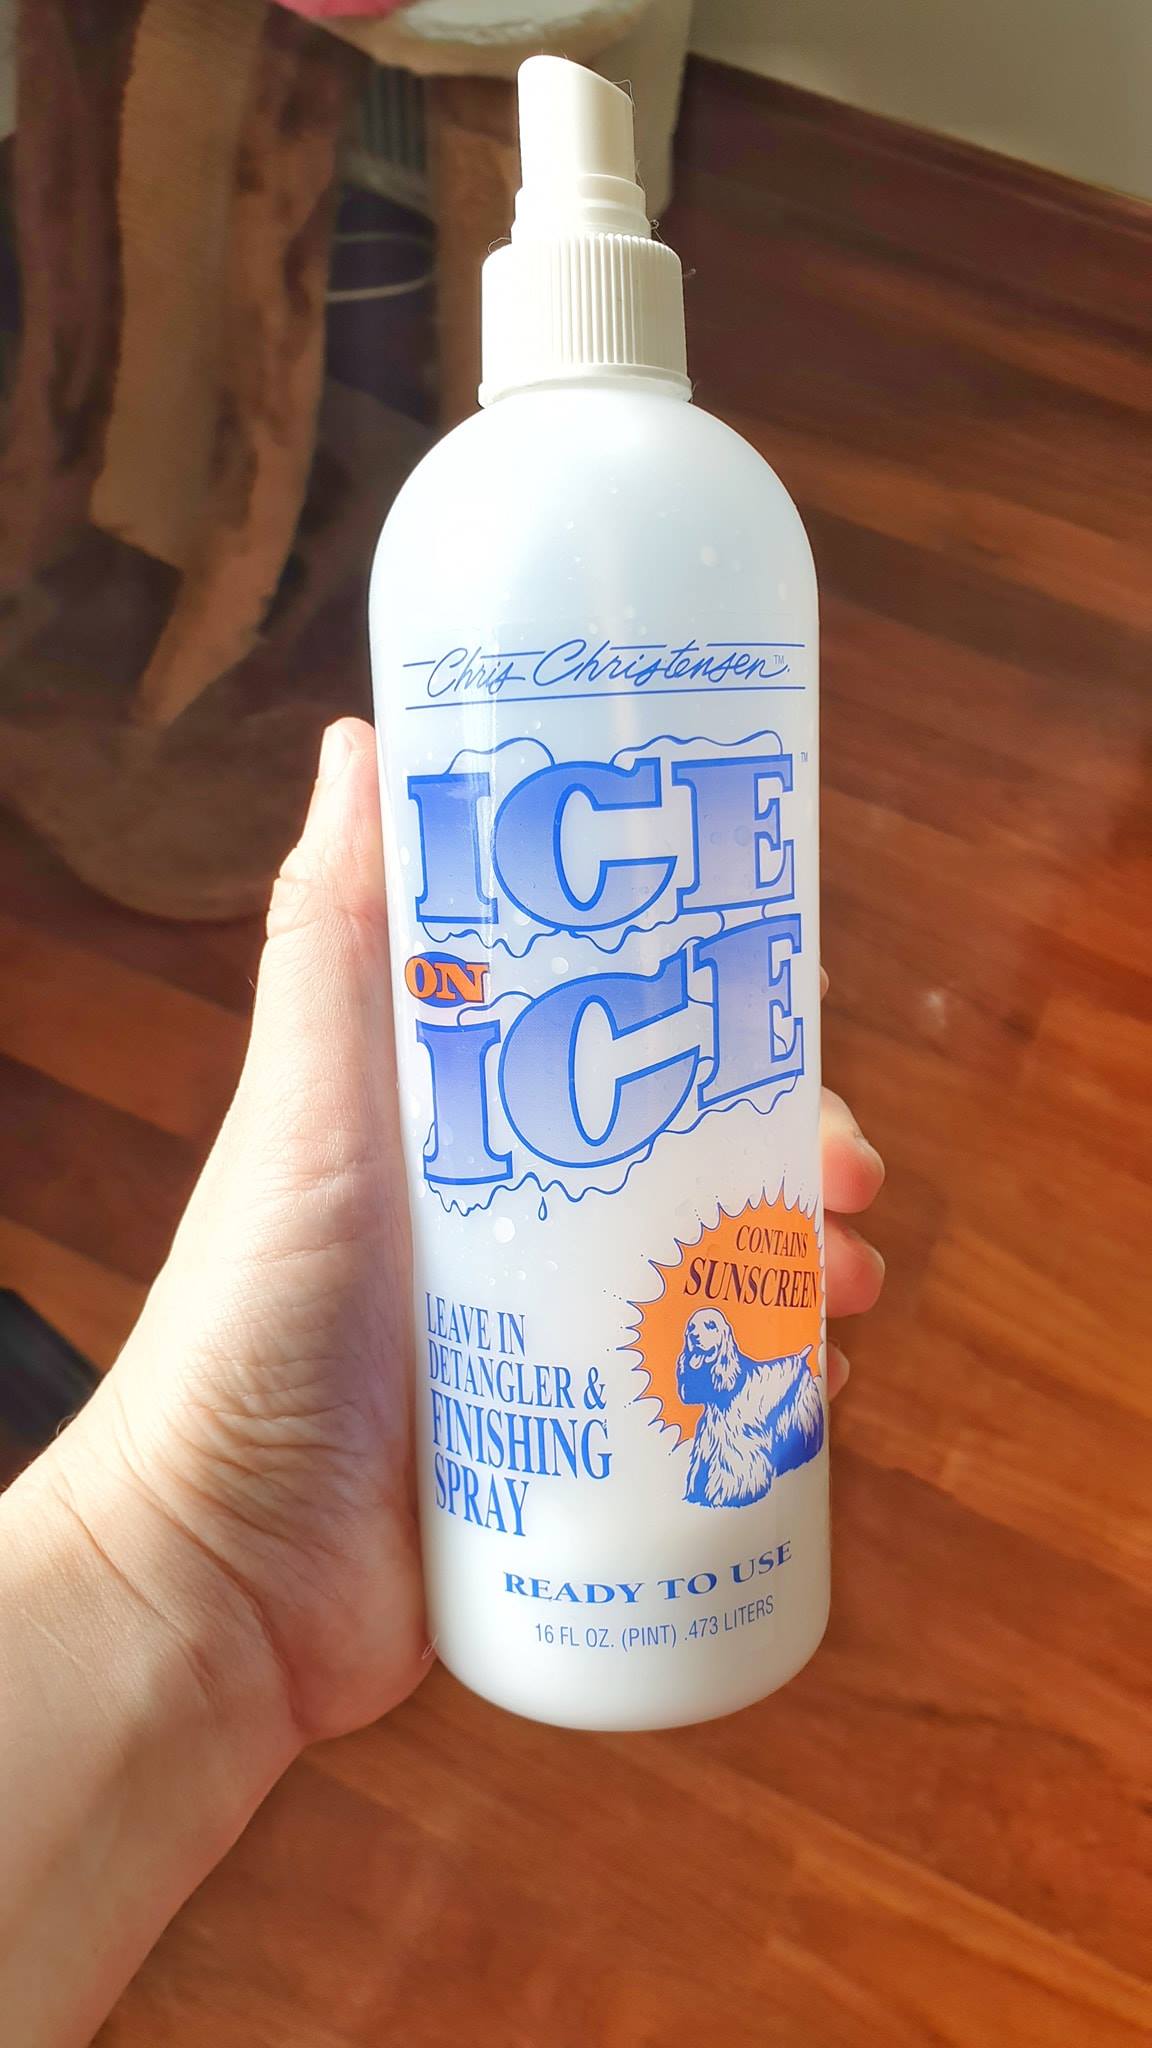 Chris Christensen™
ICE™
ON
ICE
CONTAINS
SUNSCREEN
LEAVE IN
DETANGLER &
FINISHING
SPRAY
READY TO USE
16 FL OZ. (PINT) .473 LITERS